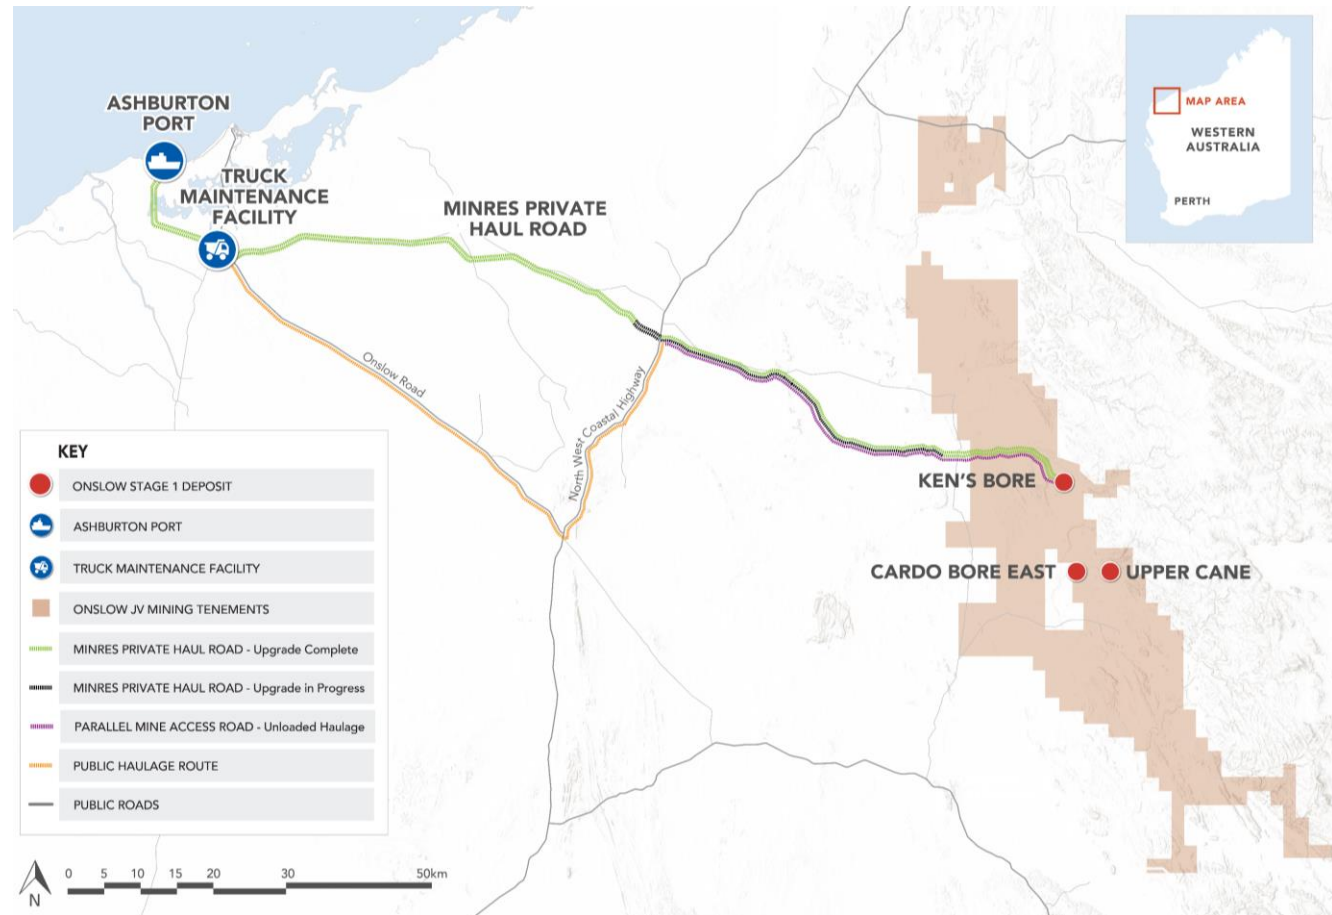 ASHBURTON
PORT
TRUCK
MAINTENANCE
FACILITY
MINRES PRIVATE
HAUL ROAD
MAP AREA
WESTERN
AUSTRALIA
PERTH
Onslow Road
North West Coastal Highway
KEN'S BORE
CARDO BORE EAST
UPPER CANE
KEY
ONSLOW STAGE 1 DEPOSIT
ASHBURTON PORT
TRUCK MAINTENANCE FACILITY
ONSLOW JV MINING TENEMENTS
MINRES PRIVATE HAUL ROAD - Upgrade Complete
MINRES PRIVATE HAUL ROAD - Upgrade in Progress
PARALLEL MINE ACCESS ROAD - Unloaded Haulage
PUBLIC HAULAGE ROUTE
PUBLIC ROADS
N
0 5 10 15 20 30 50km